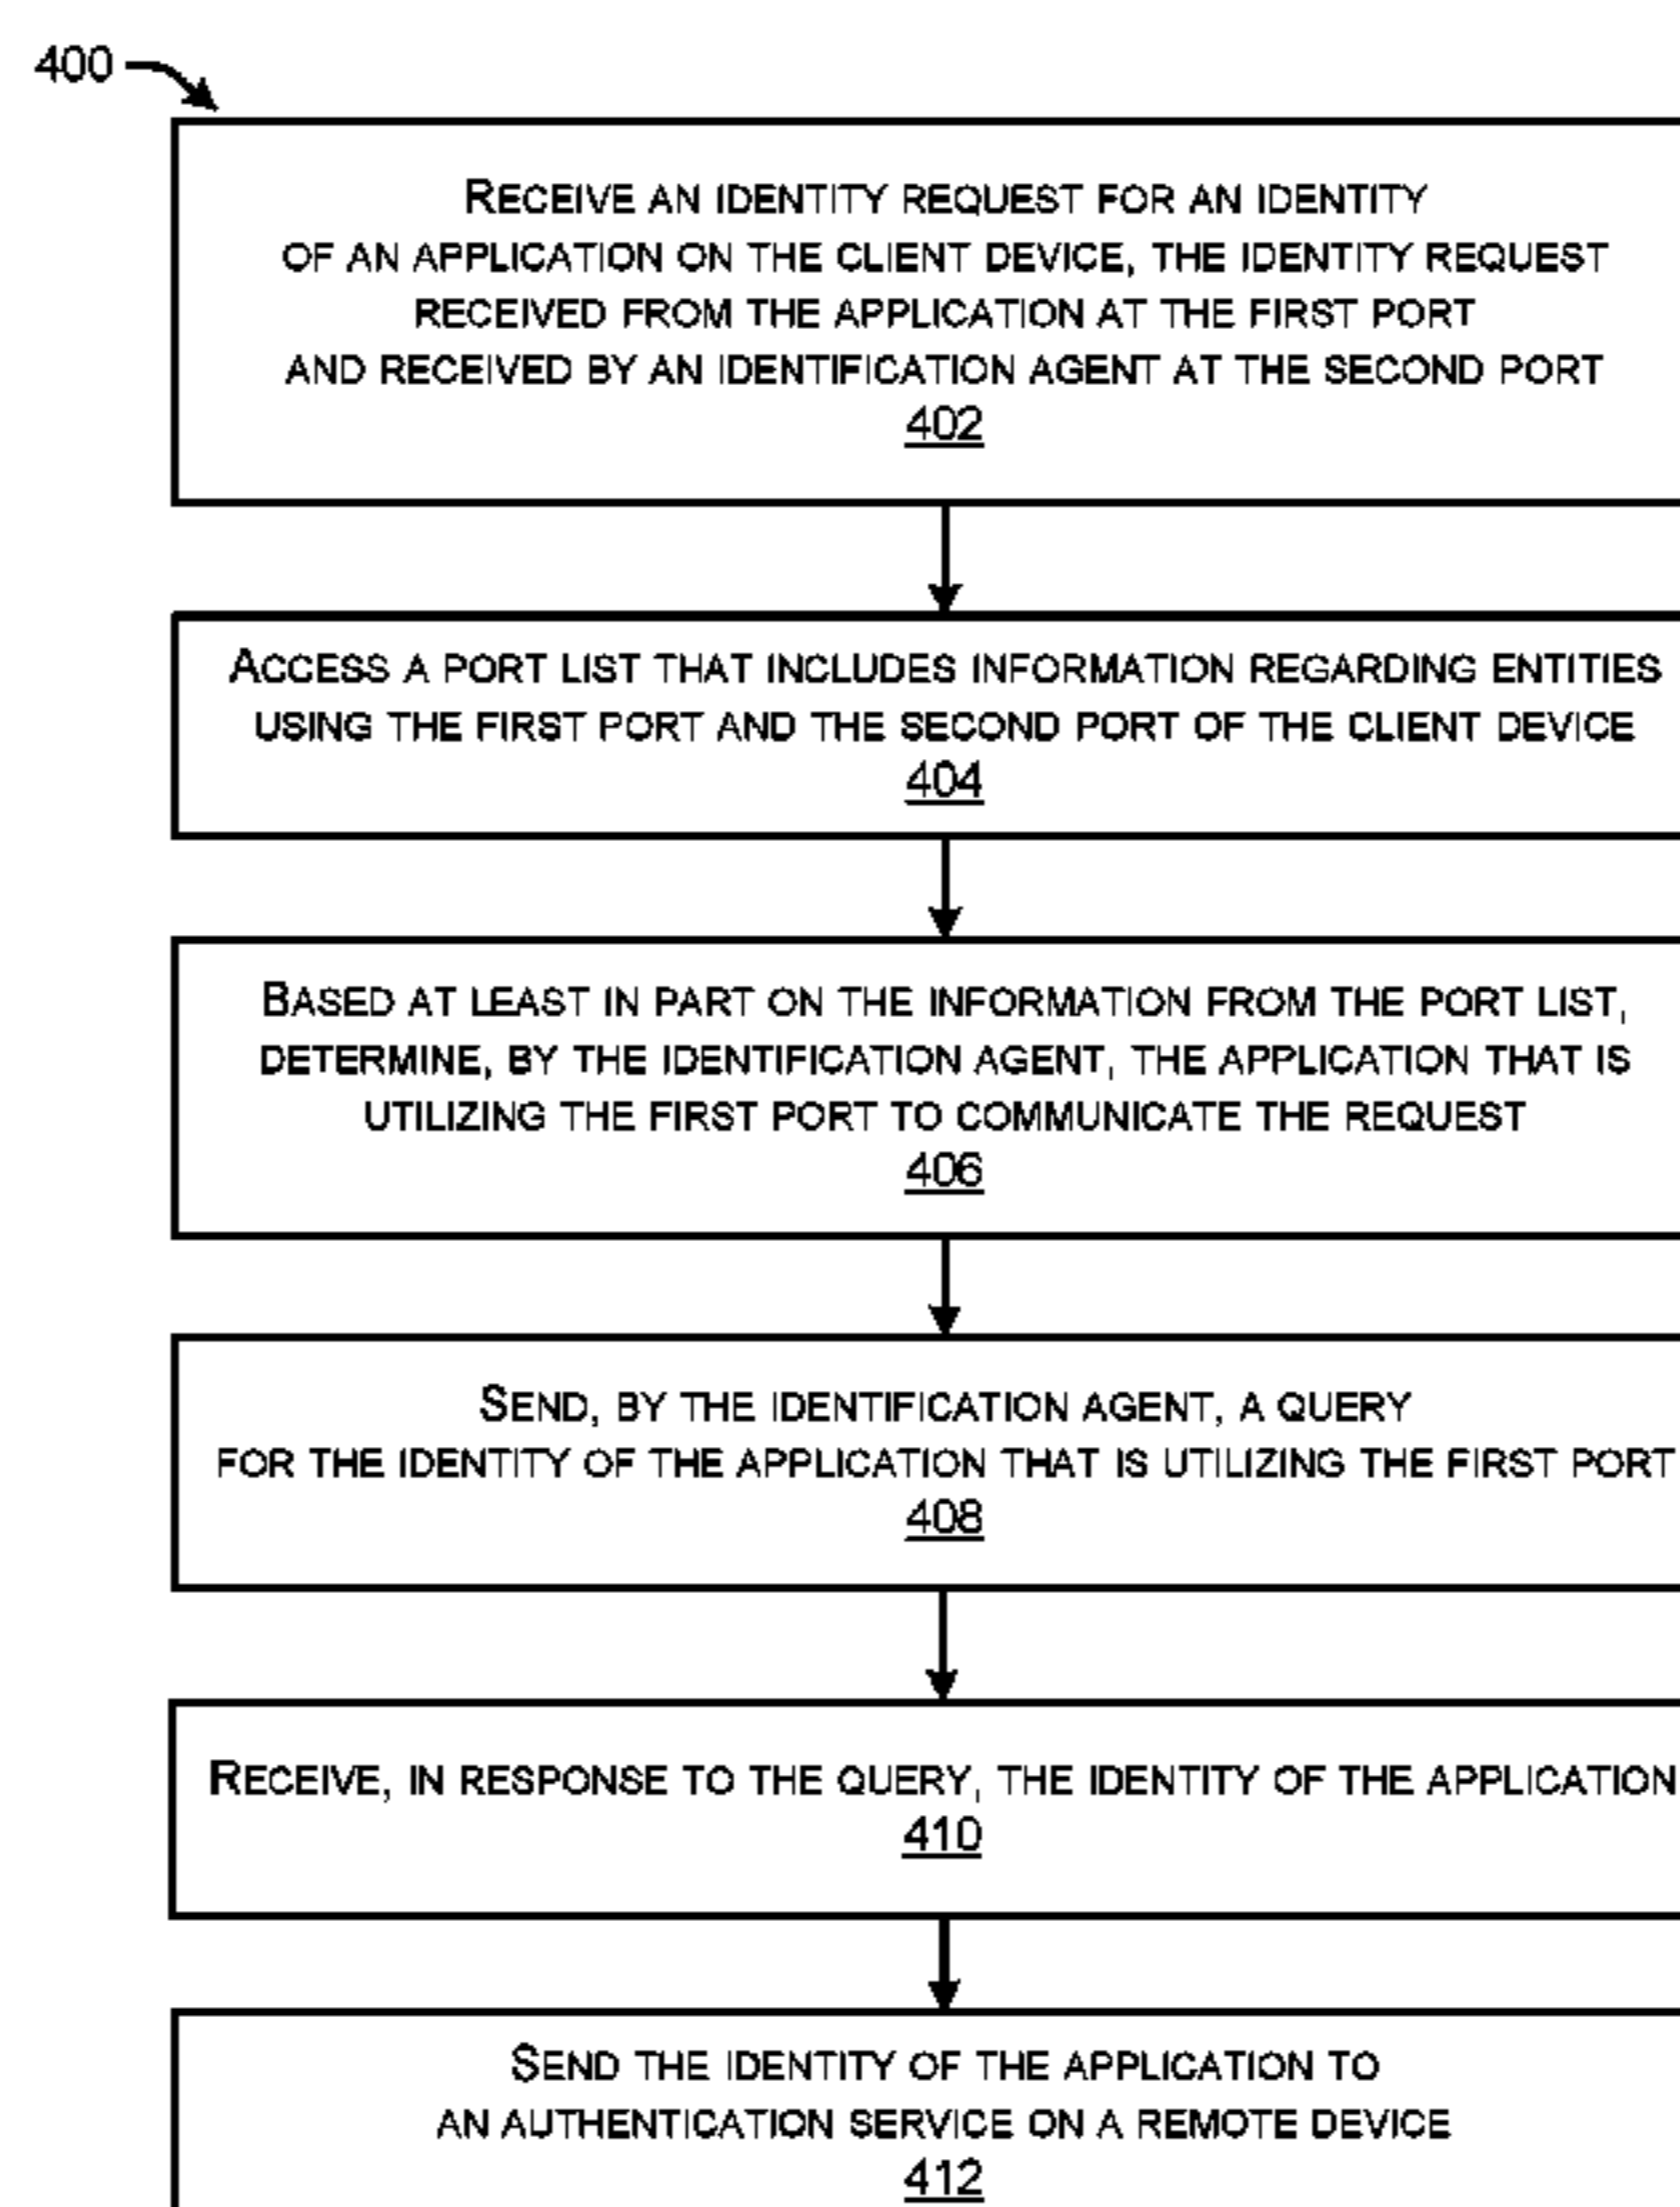 400
RECEIVE AN IDENTITY REQUEST FOR AN IDENTITY
OF AN APPLICATION ON THE CLIENT DEVICE, THE IDENTITY REQUEST
RECEIVED FROM THE APPLICATION AT THE FIRST PORT
AND RECEIVED BY AN IDENTIFICATION AGENT AT THE SECOND PORT
402
ACCESS A PORT LIST THAT INCLUDES INFORMATION REGARDING ENTITIES
USING THE FIRST PORT AND THE SECOND PORT OF THE CLIENT DEVICE
404
BASED AT LEAST IN PART ON THE INFORMATION FROM THE PORT LIST,
DETERMINE, BY THE IDENTIFICATION AGENT, THE APPLICATION THAT IS
UTILIZING THE FIRST PORT TO COMMUNICATE THE REQUEST
406
SEND, BY THE IDENTIFICATION AGENT, A QUERY
FOR THE IDENTITY OF THE APPLICATION THAT IS UTILIZING THE FIRST PORT
408
RECEIVE, IN RESPONSE TO THE QUERY, THE IDENTITY OF THE APPLICATION
410
SEND THE IDENTITY OF THE APPLICATION TO
AN AUTHENTICATION SERVICE ON A REMOTE DEVICE
412